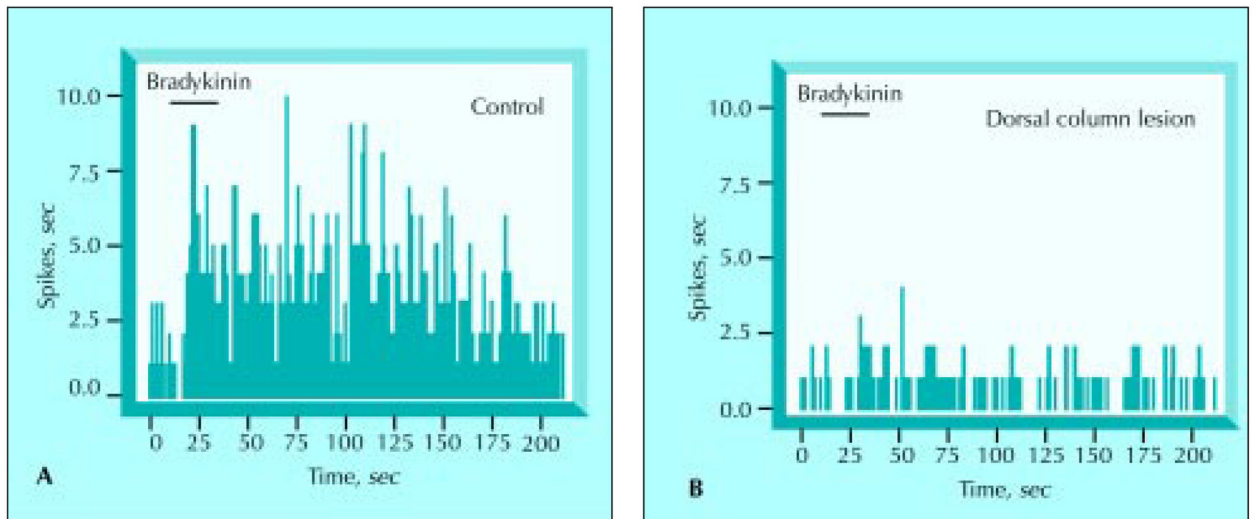 Bradykinin
Control
10.0
7.5
5.0
2.5
0.0
Spikes, sec
0 25 50 75 100 125 150 175 200
Time, sec
A
Bradykinin
Dorsal column lesion
10.0
7.5
5.0
2.5
0.0
Spikes, sec
0 25 50 75 100 125 150 175 200
Time, sec
B